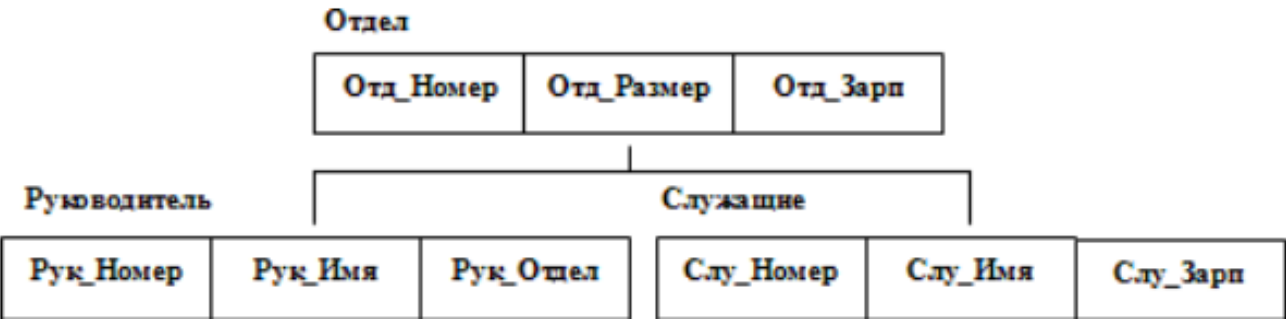 Отдел
Отд_Номер Отд_Размер Отд_Зарп
Руководитель Служащие
Рук_Номер Рук_Имя Рук_Отдел Слу_Номер Слу_Имя Слу_Зарп